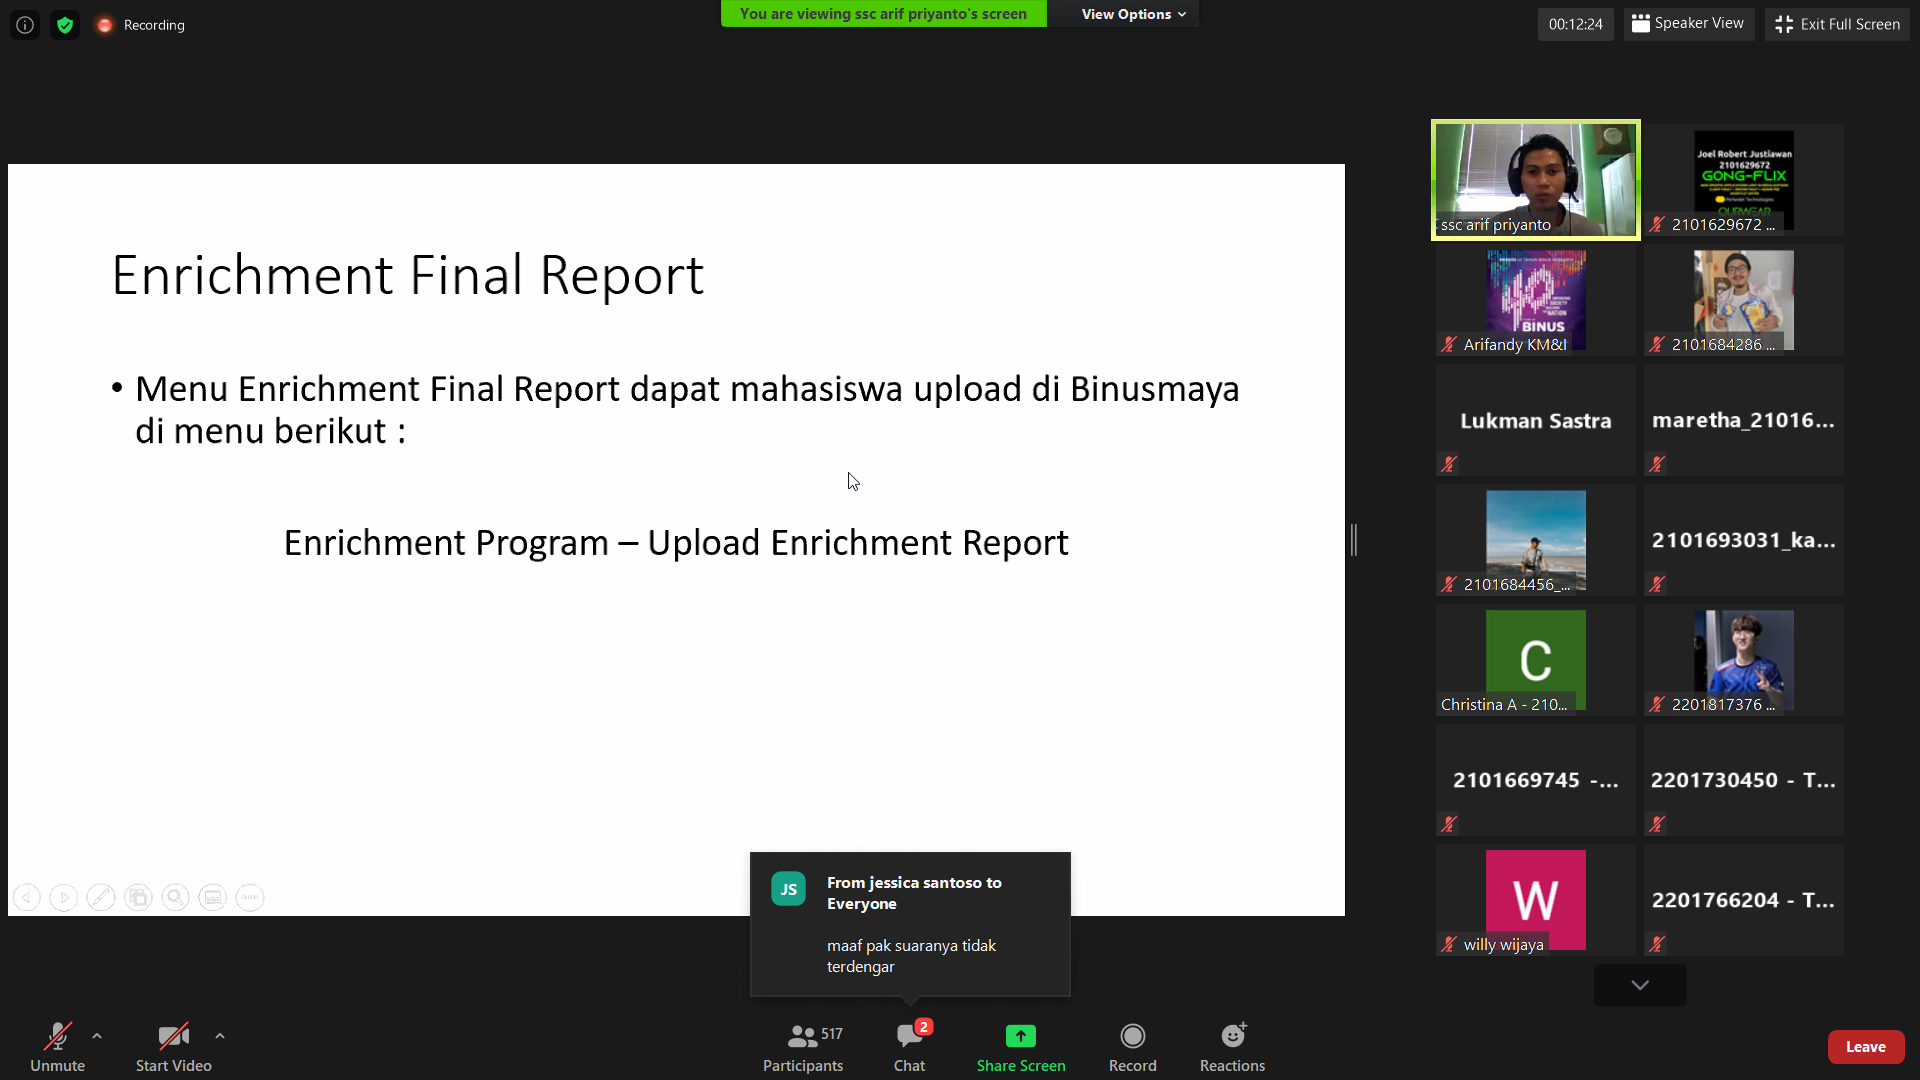 Recording
You are viewing ssc arif priyanto's screen
View Options
00:12:24
Speaker View
Exit Full Screen
Enrichment Final Report
• Menu Enrichment Final Report dapat mahasiswa upload di Binusmaya
di menu berikut :
Enrichment Program – Upload Enrichment Report
ssc arif priyanto
Joel Robert Justiawan
2101629672
GONG-FLIX
2101629672 ...
40
BINUS
Arifandy KM&I
2101684286 ...
Lukman Sastra
maretha_21016...
2101684456_...
2101693031_ka...
C
Christina A - 210...
2201817376 ...
2101669745 -...
2201730450 - T...
W
willy wijaya
2201766204 - T...
JS
From jessica santoso to
Everyone
maaf pak suaranya tidak
terdengar
Unmute
Start Video
517
Participants
2
Chat
Share Screen
Record
Reactions
Leave